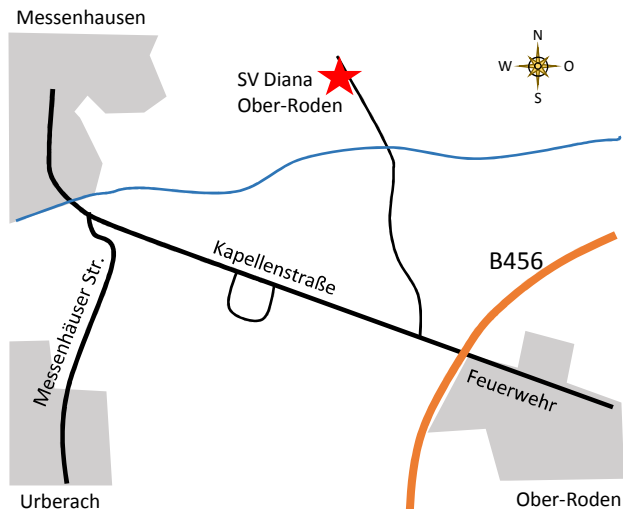 Messenhausen
SV Diana
Ober-Roden
N
W
O
S
Kapellenstraße
B456
Messenhäuser Str.
Feuerwehr
Urberach
Ober-Roden